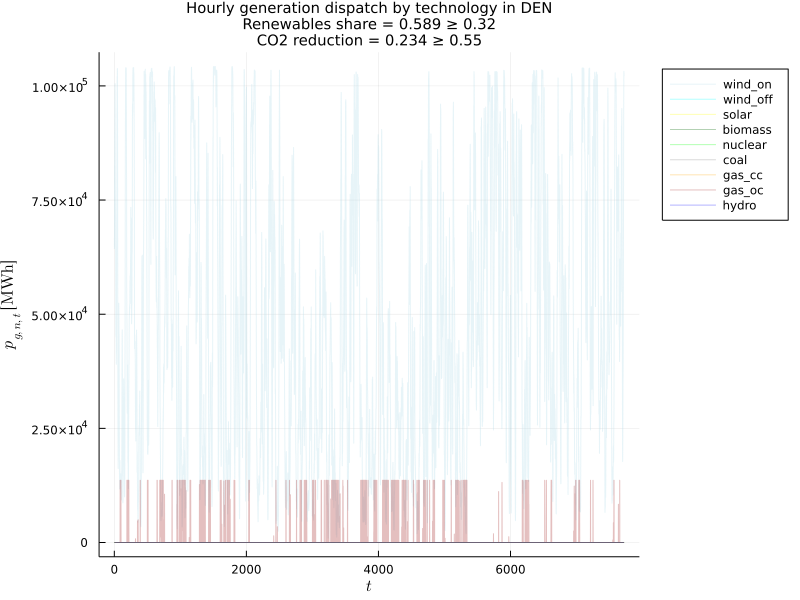 Hourly generation dispatch by technology in DEN
Renewables share = 0.589 ≥ 0.32
CO2 reduction = 0.234 ≥ 0.55
1.00×10⁵
7.50×10⁴
5.00×10⁴
2.50×10⁴
0
p_{g,n,t} [MWh]
0 2000 4000 6000
t
wind_on
wind_off
solar
biomass
nuclear
coal
gas_cc
gas_oc
hydro